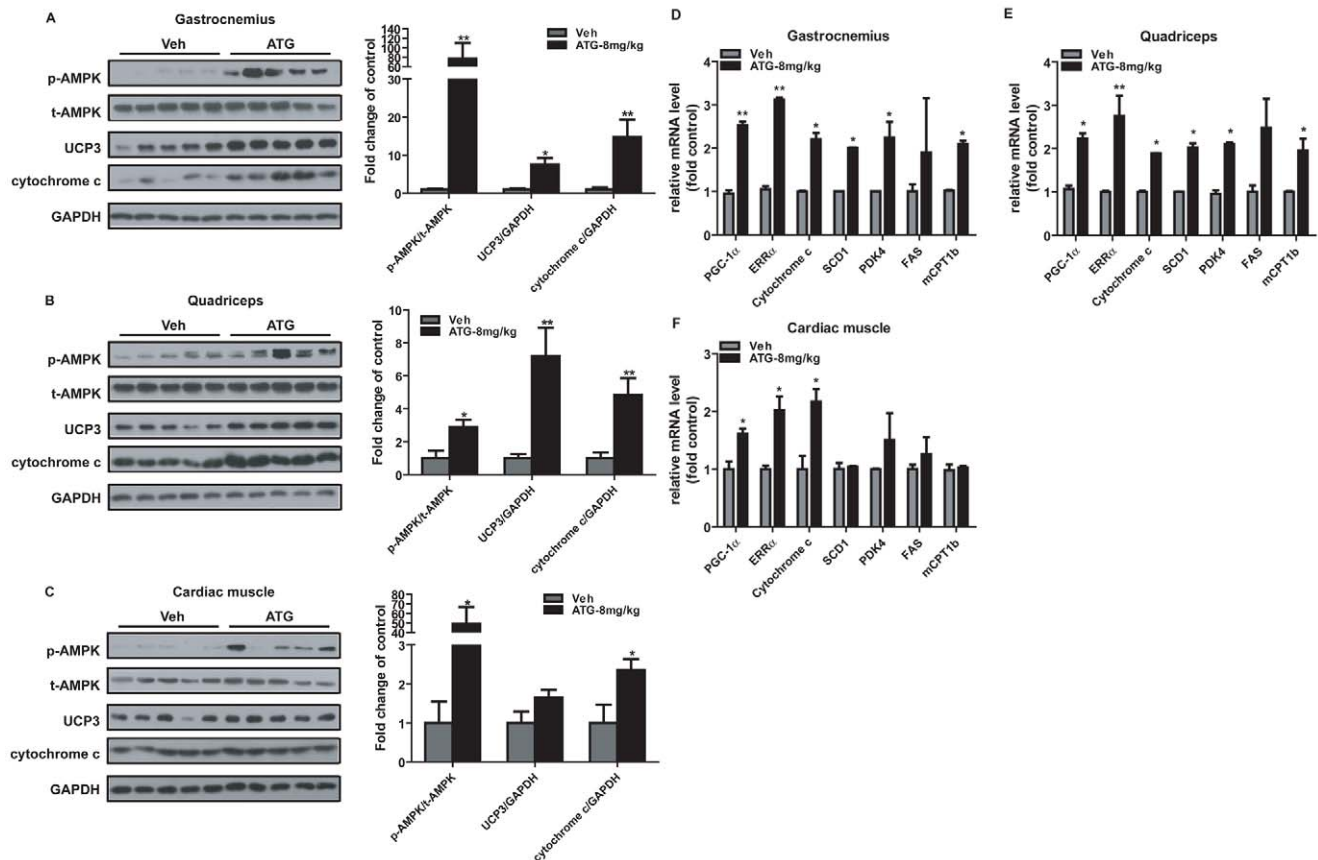 A
Gastrocnemius
Veh ATG
p-AMPK
t-AMPK
UCP3
cytochrome c
GAPDH
Fold change of control
140
120
100
80
60
30
20
10
0
Veh
ATG-8mg/kg
**
*
**
p-AMPK/t-AMPK
UCP3/GAPDH
cytochrome c/GAPDH
B
Quadriceps
Veh ATG
p-AMPK
t-AMPK
UCP3
cytochrome c
GAPDH
Fold change of control
10
8
6
4
2
0
Veh
ATG-8mg/kg
*
**
**
p-AMPK/t-AMPK
UCP3/GAPDH
cytochrome c/GAPDH
C
Cardiac muscle
Veh ATG
p-AMPK
t-AMPK
UCP3
cytochrome c
GAPDH
Fold change of control
80
70
60
50
40
3
2
1
0
Veh
ATG-8mg/kg
*
*
p-AMPK/t-AMPK
UCP3/GAPDH
cytochrome c/GAPDH
D
Gastrocnemius
Veh
ATG-8mg/kg
relative mRNA level
(fold control)
4
3
2
1
0
**
**
*
*
*
*
PGC-1α
ERRα
Cytochrome c
SCD1
PDK4
FAS
mCPT1b
E
Quadriceps
Veh
ATG-8mg/kg
relative mRNA level
(fold control)
4
3
2
1
0
*
**
*
*
*
*
PGC-1α
ERRα
Cytochrome c
SCD1
PDK4
FAS
mCPT1b
F
Cardiac muscle
Veh
ATG-8mg/kg
relative mRNA level
(fold control)
3
2
1
0
*
*
*
PGC-1α
ERRα
Cytochrome c
SCD1
PDK4
FAS
mCPT1b